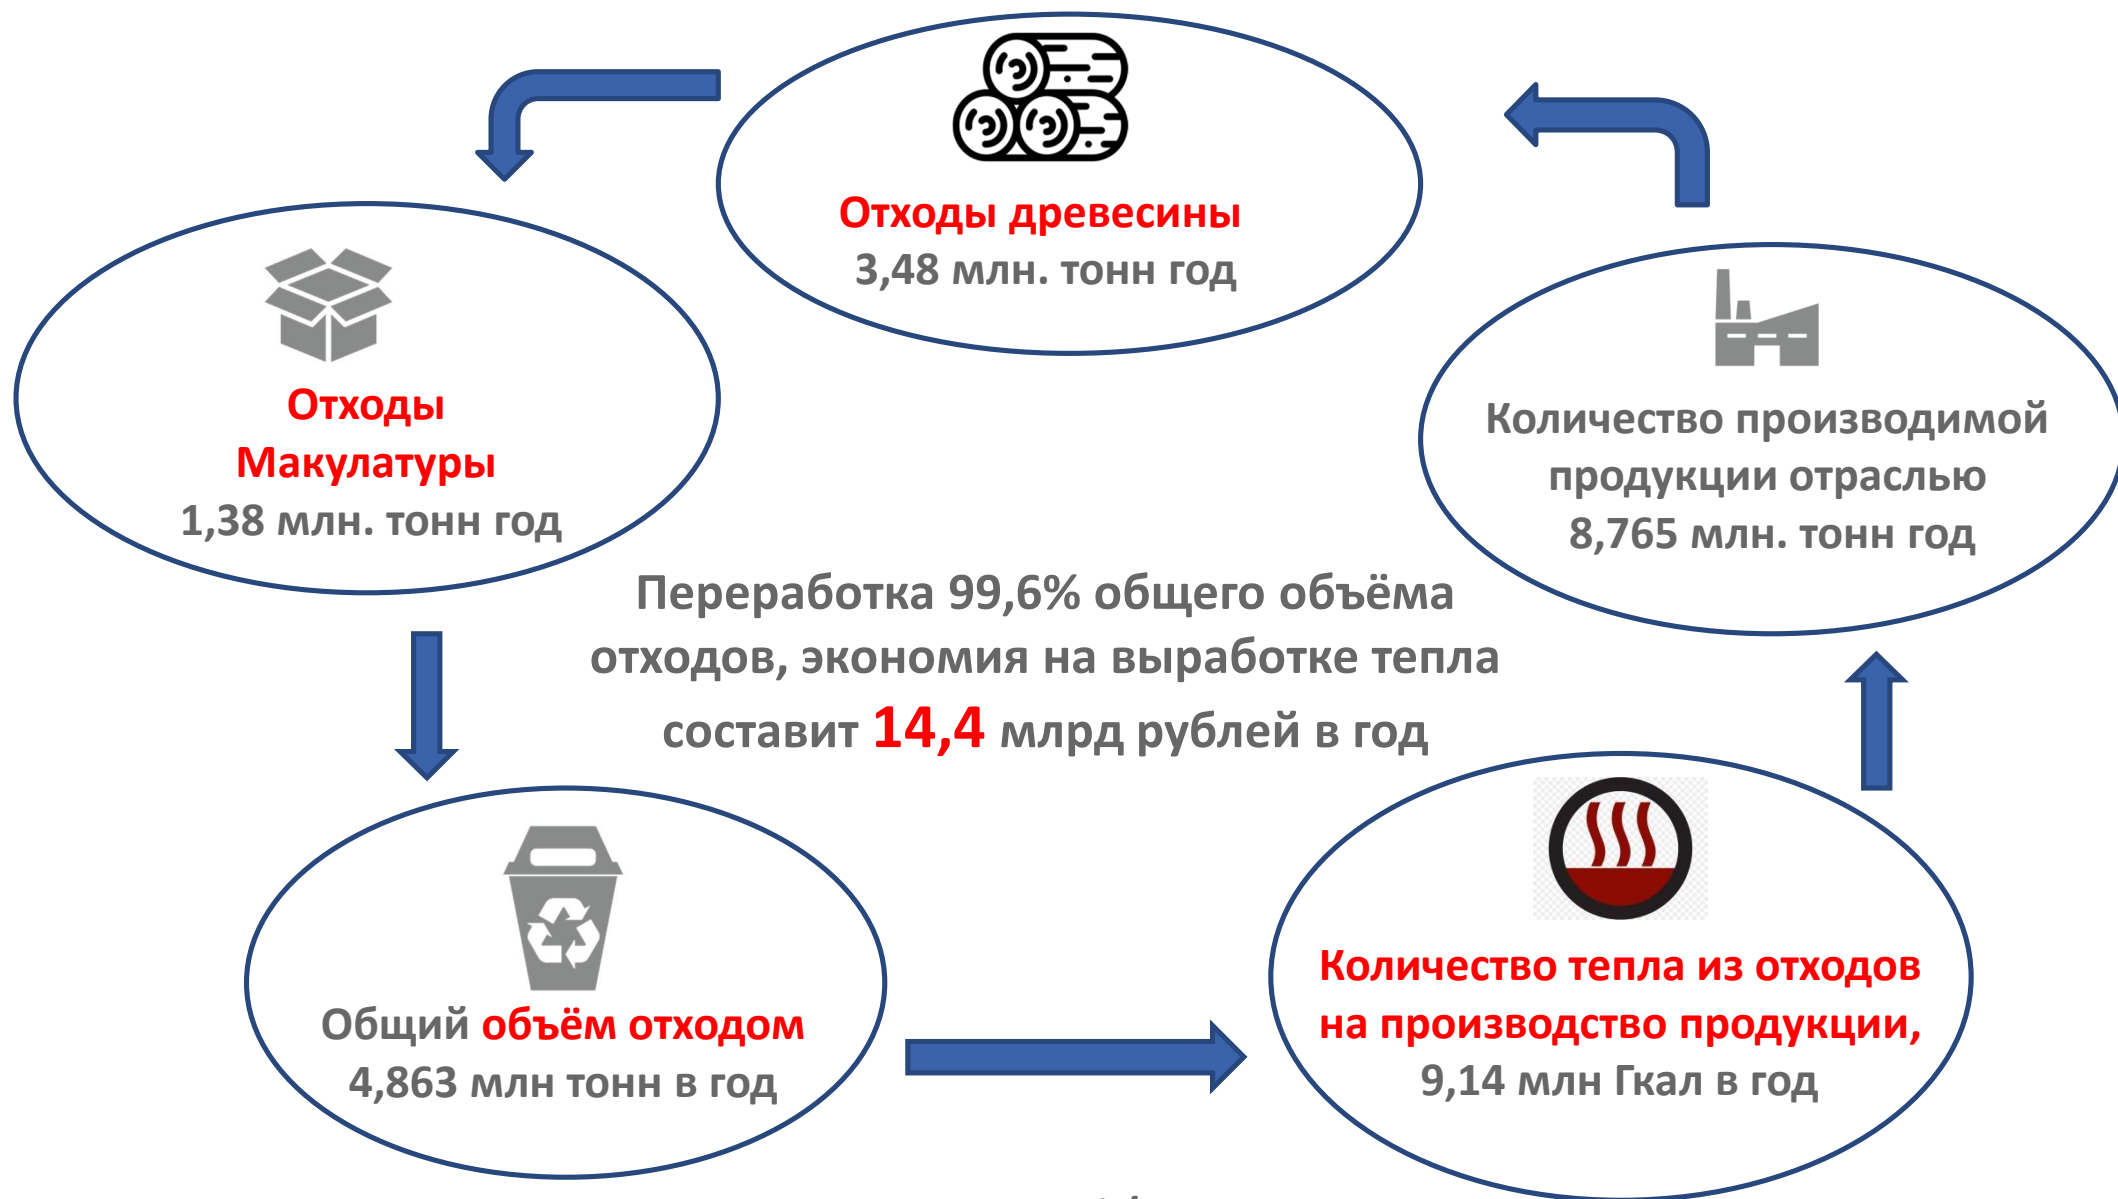 Отходы древесины
3,48 млн. тонн год
Отходы
Макулатуры
1,38 млн. тонн год
Количество производимой
продукции отраслью
8,765 млн. тонн год
Переработка 99,6% общего объёма
отходов, экономия на выработке тепла
составит 14,4 млрд рублей в год
Общий объём отходом
4,863 млн тонн в год
Количество тепла из отходов
на производство продукции,
9,14 млн Гкал в год